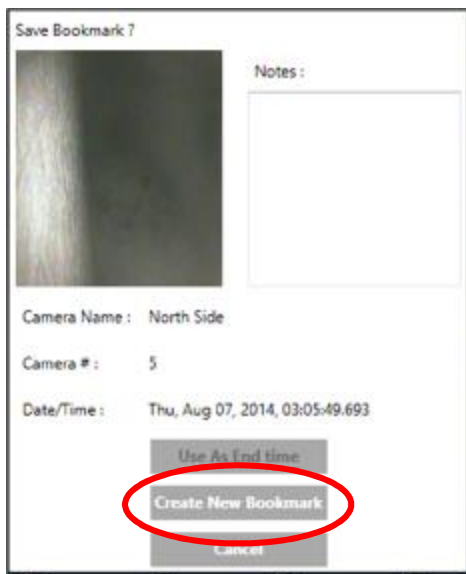 Save Bookmark ?
Notes :
Camera Name : North Side
Camera # : 5
Date/Time : Thu, Aug 07, 2014, 03:05:49.693
Use As End time
Create New Bookmark
Cancel